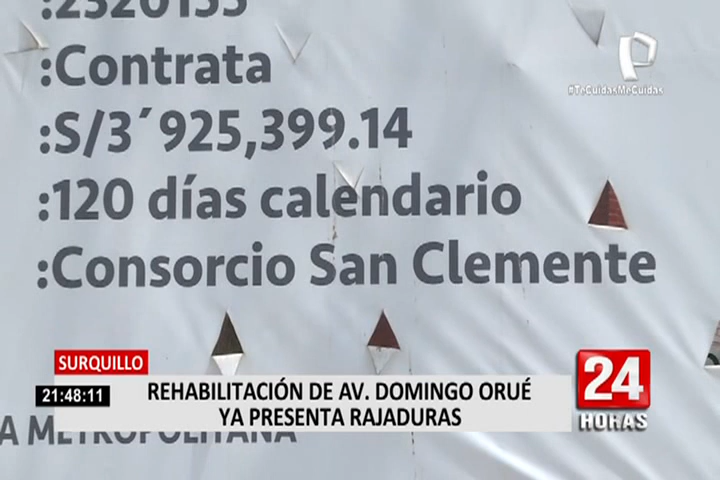 :2320155
:Contrata
:S/3´925,399.14
:120 días calendario
:Consorcio San Clemente
#TeCuidasMeCuidas
SURQUILLO
21:48:11
REHABILITACIÓN DE AV. DOMINGO ORUÉ
YA PRESENTA RAJADURAS
24
HORAS
A METROPOLITANA